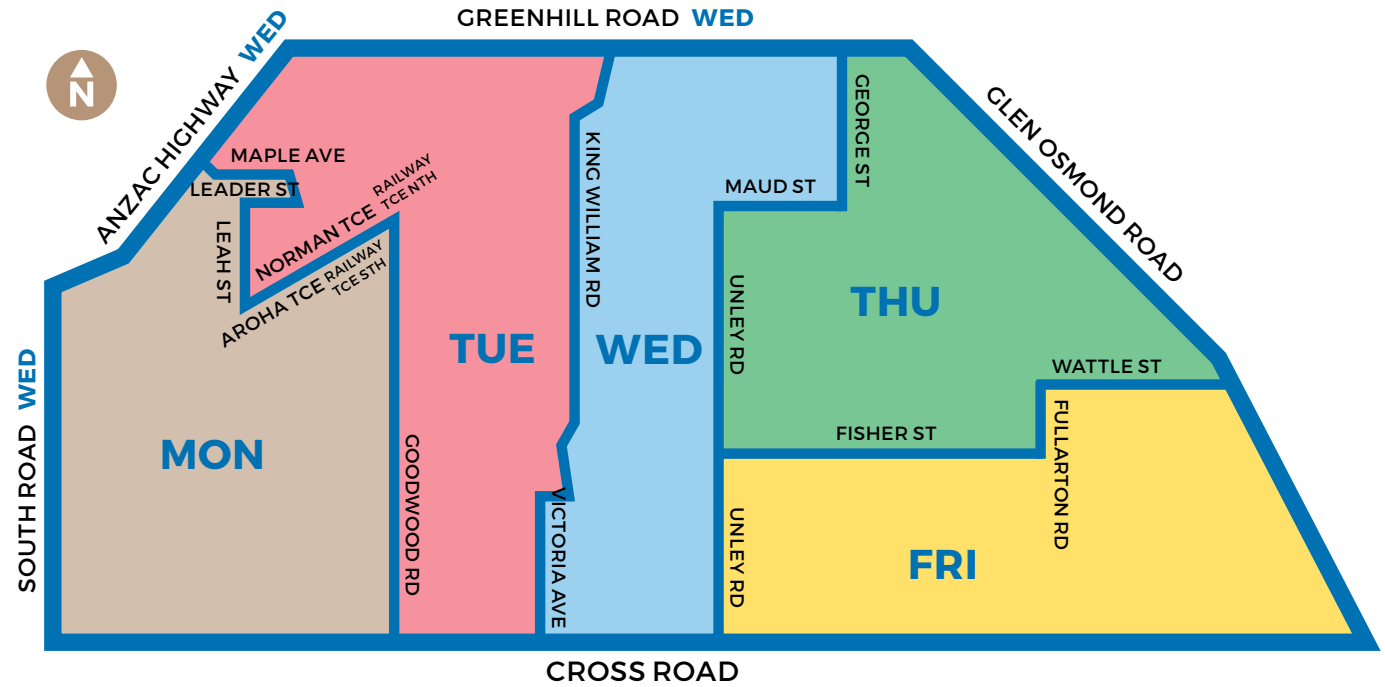 GREENHILL ROAD WED
ANZAC HIGHWAY WED
N
GEORGE ST
GLEN OSMOND ROAD
MAPLE AVE
LEADER ST
RAILWAY
TCE NTH
NORMAN TCE
KING WILLIAM RD
MAUD ST
LEAH ST
AROHA TCE
RAILWAY
TCE STH
UNLEY RD
THU
TUE
WED
WATTLE ST
SOUTH ROAD WED
MON
FISHER ST
FULLARTON RD
GOODWOOD RD
VICTORIA AVE
UNLEY RD
FRI
CROSS ROAD